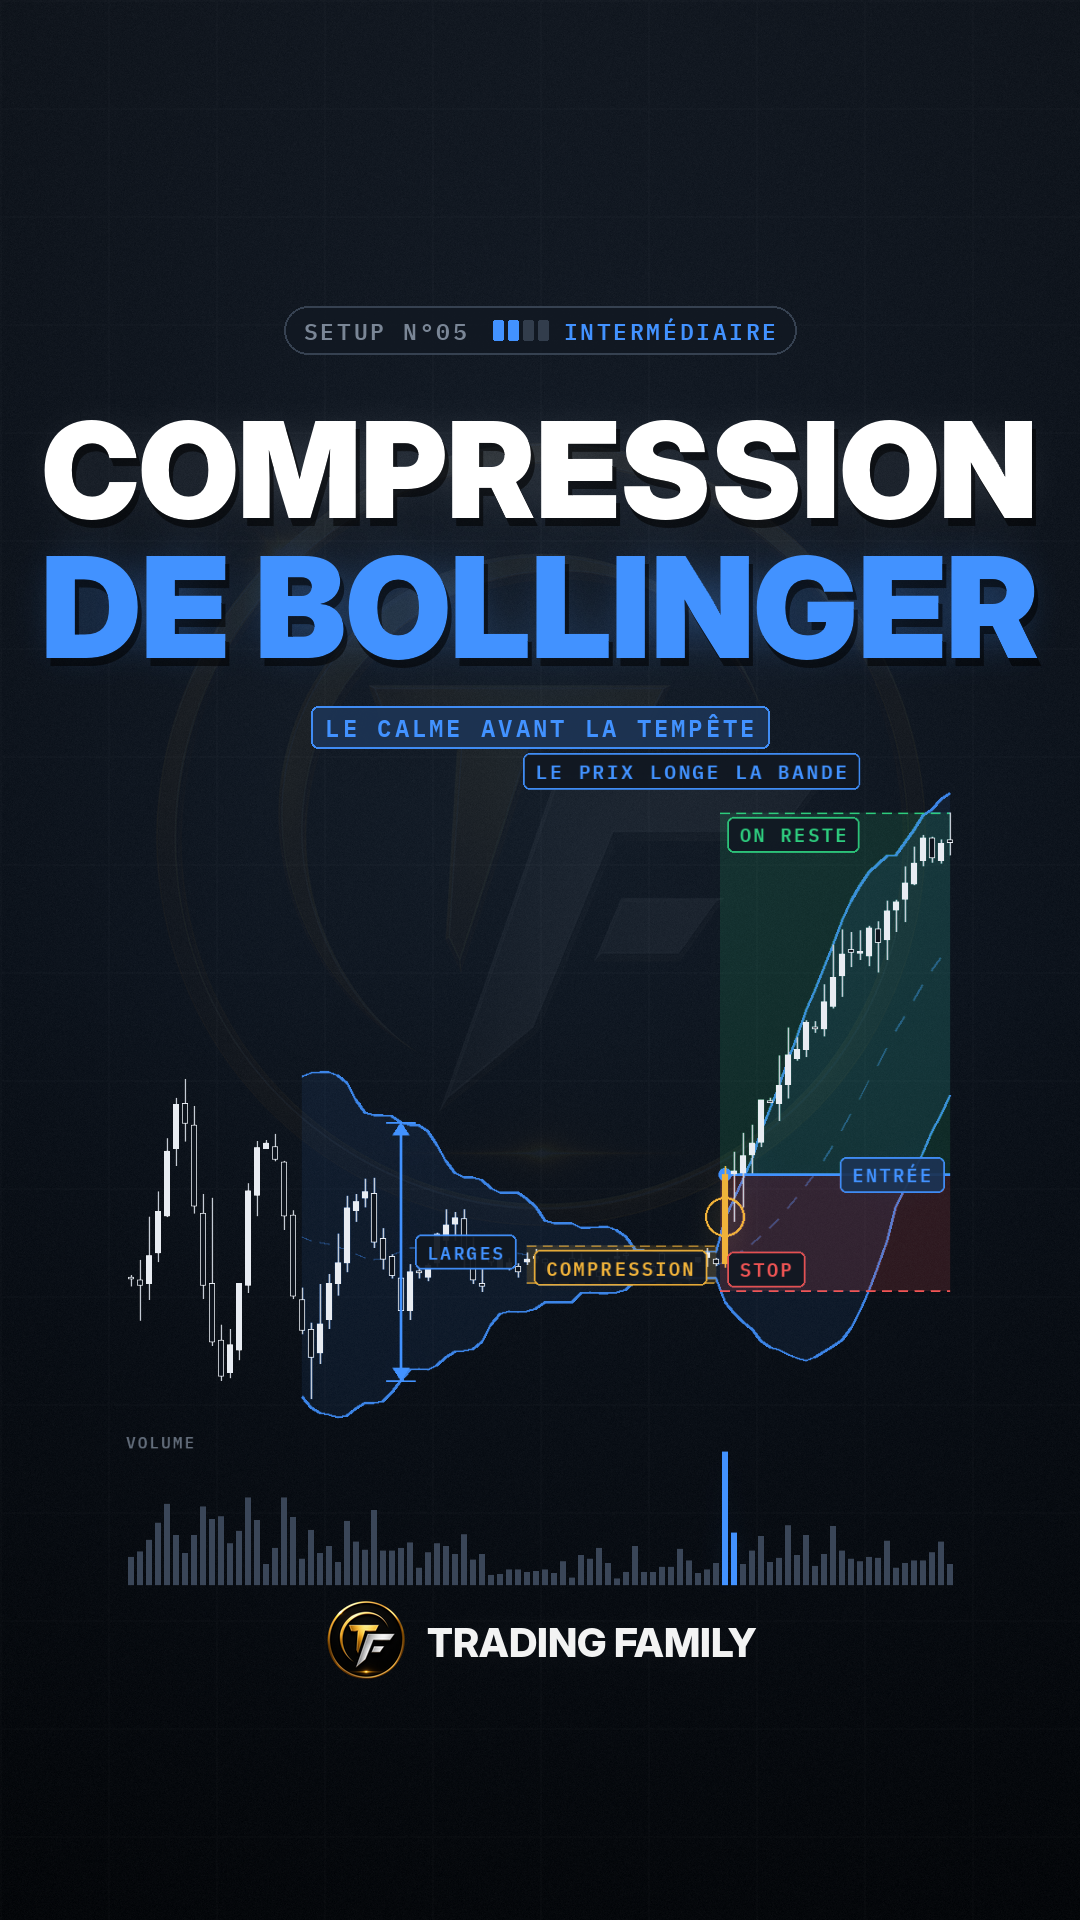 SETUP N°05 INTERMÉDIAIRE
COMPRESSION
DE BOLLINGER
LE CALME AVANT LA TEMPÊTE
LE PRIX LONGE LA BANDE
ON RESTE
ENTRÉE
LARGES
COMPRESSION
STOP
VOLUME
TF
TRADING FAMILY